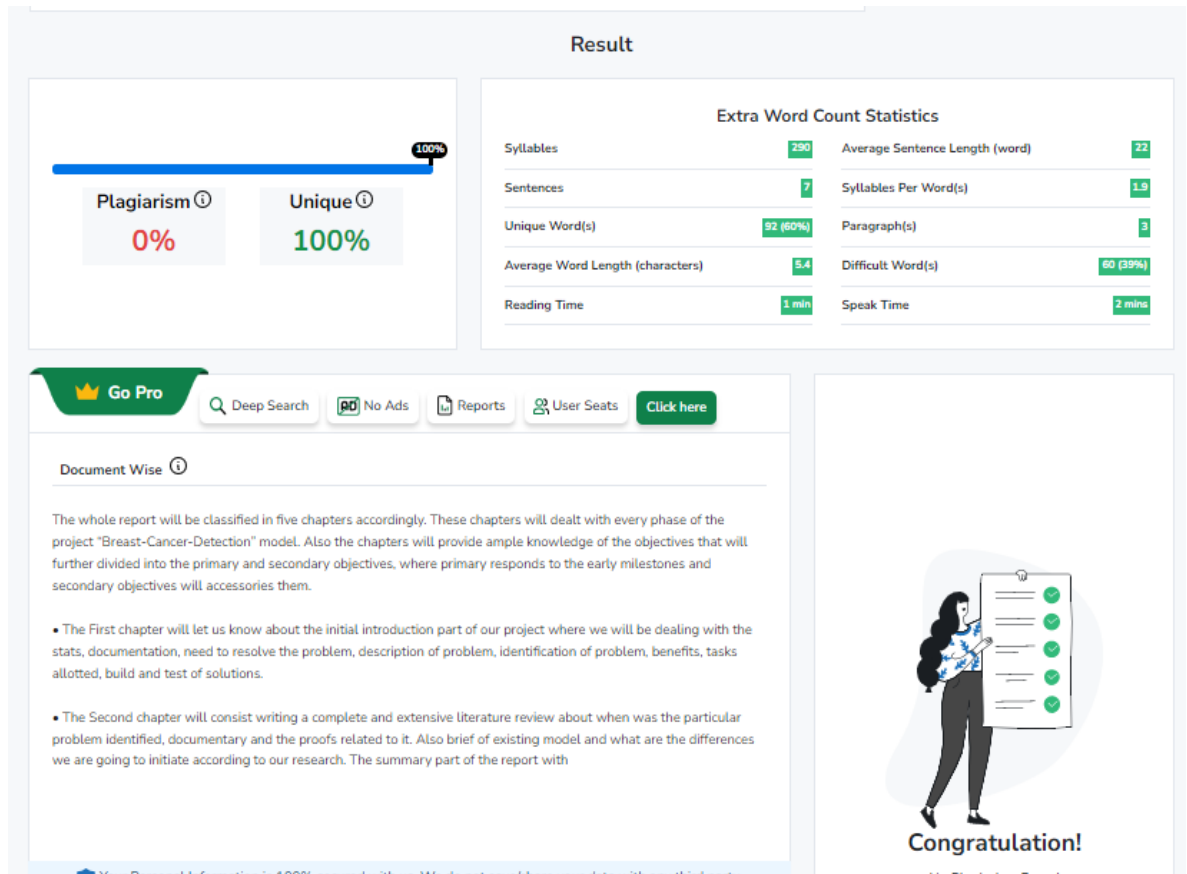 Result
100%
Plagiarism
Unique
0%
100%
Extra Word Count Statistics
Syllables 290
Average Sentence Length (word) 22
Sentences 7
Syllables Per Word(s) 1.9
Unique Word(s) 92 (60%)
Paragraph(s) 3
Average Word Length (characters) 5.4
Difficult Word(s) 60 (39%)
Reading Time 1 min
Speak Time 2 mins
Go Pro
Deep Search
AD No Ads
Reports
User Seats
Click here
Document Wise
The whole report will be classified in five chapters accordingly. These chapters will dealt with every phase of the
project “Breast-Cancer-Detection” model. Also the chapters will provide ample knowledge of the objectives that will
further divided into the primary and secondary objectives, where primary responds to the early milestones and
secondary objectives will accessories them.
• The First chapter will let us know about the initial introduction part of our project where we will be dealing with the
stats, documentation, need to resolve the problem, description of problem, identification of problem, benefits, tasks
allotted, build and test of solutions.
• The Second chapter will consist writing a complete and extensive literature review about when was the particular
problem identified, documentary and the proofs related to it. Also brief of existing model and what are the differences
we are going to initiate according to our research. The summary part of the report with
Congratulation!